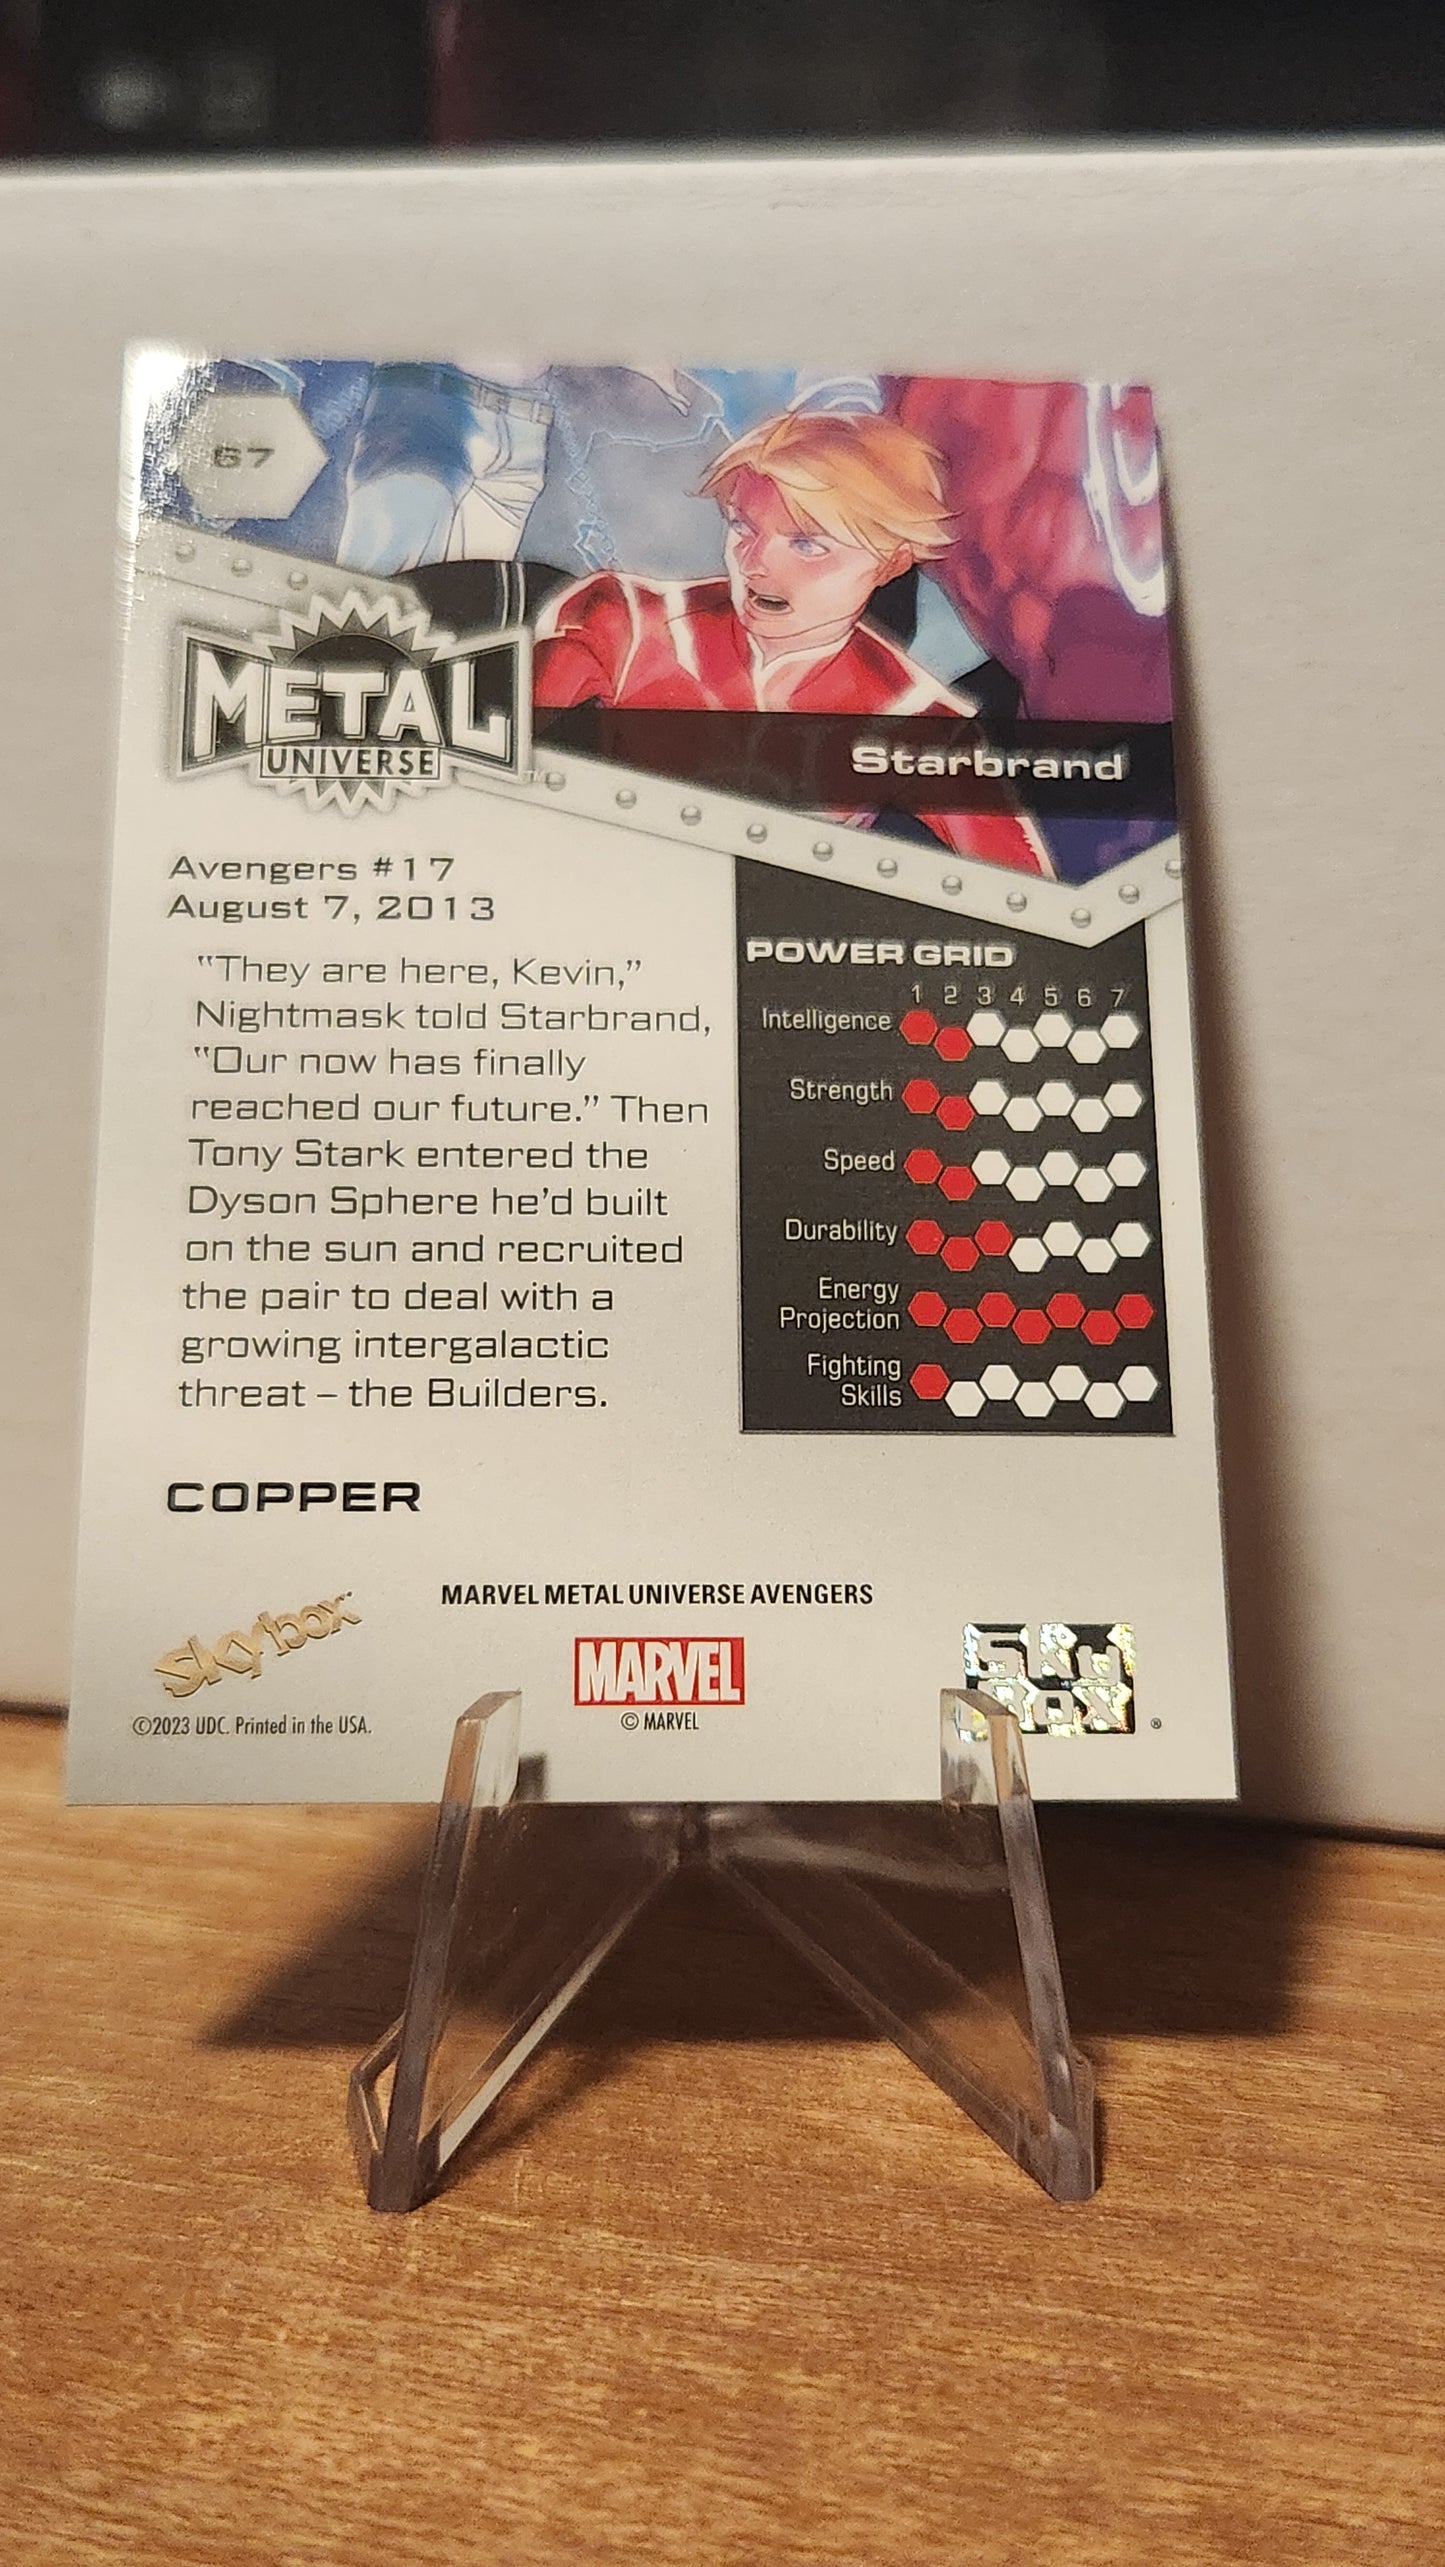 67
METAL
UNIVERSE
TM
Starbrand
Avengers #17
August 7, 2013
“They are here, Kevin,”
Nightmask told Starbrand,
“Our now has finally
reached our future.” Then
Tony Stark entered the
Dyson Sphere he’d built
on the sun and recruited
the pair to deal with a
growing intergalactic
threat – the Builders.
POWER GRID
1 2 3 4 5 6 7
Intelligence
Strength
Speed
Durability
Energy
Projection
Fighting
Skills
COPPER
MARVEL METAL UNIVERSE AVENGERS
Skybox
MARVEL
SKY
BOX
®
©2023 UDC. Printed in the USA.
© MARVEL